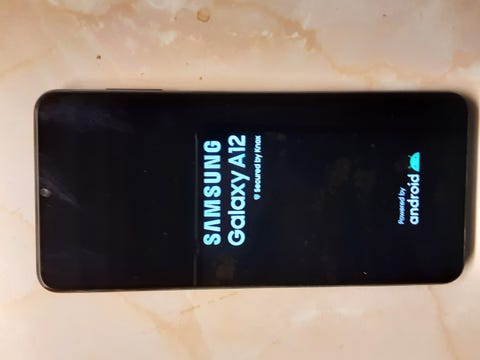 SAMSUNG
Galaxy A12
Secured by Knox
Powered by
android